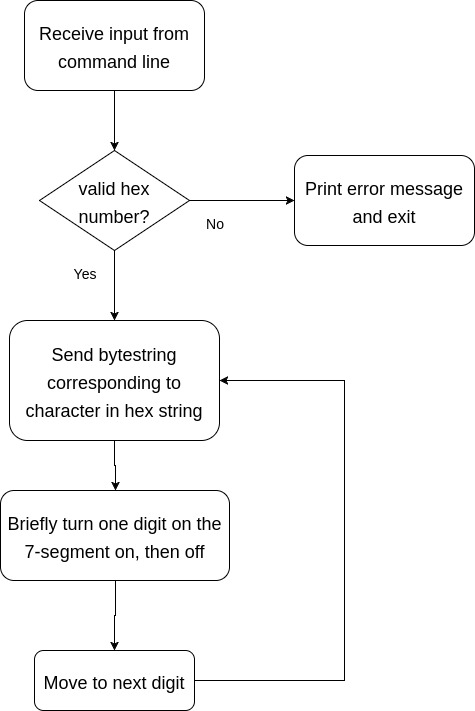 Receive input from
command line
valid hex
number?
No
Print error message
and exit
Yes
Send bytestring
corresponding to
character in hex string
Briefly turn one digit on the
7-segment on, then off
Move to next digit